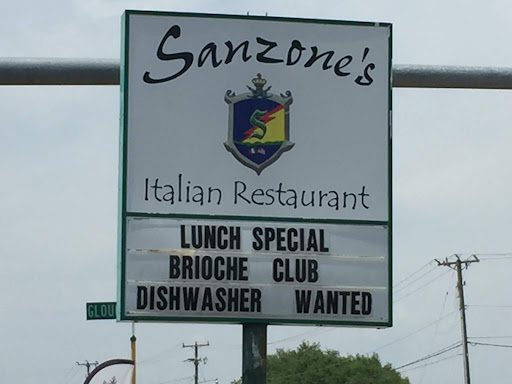 Sanzone's
S
Italian Restaurant
LUNCH SPECIAL
BRIOCHE CLUB
DISHWASHER WANTED
GLOU